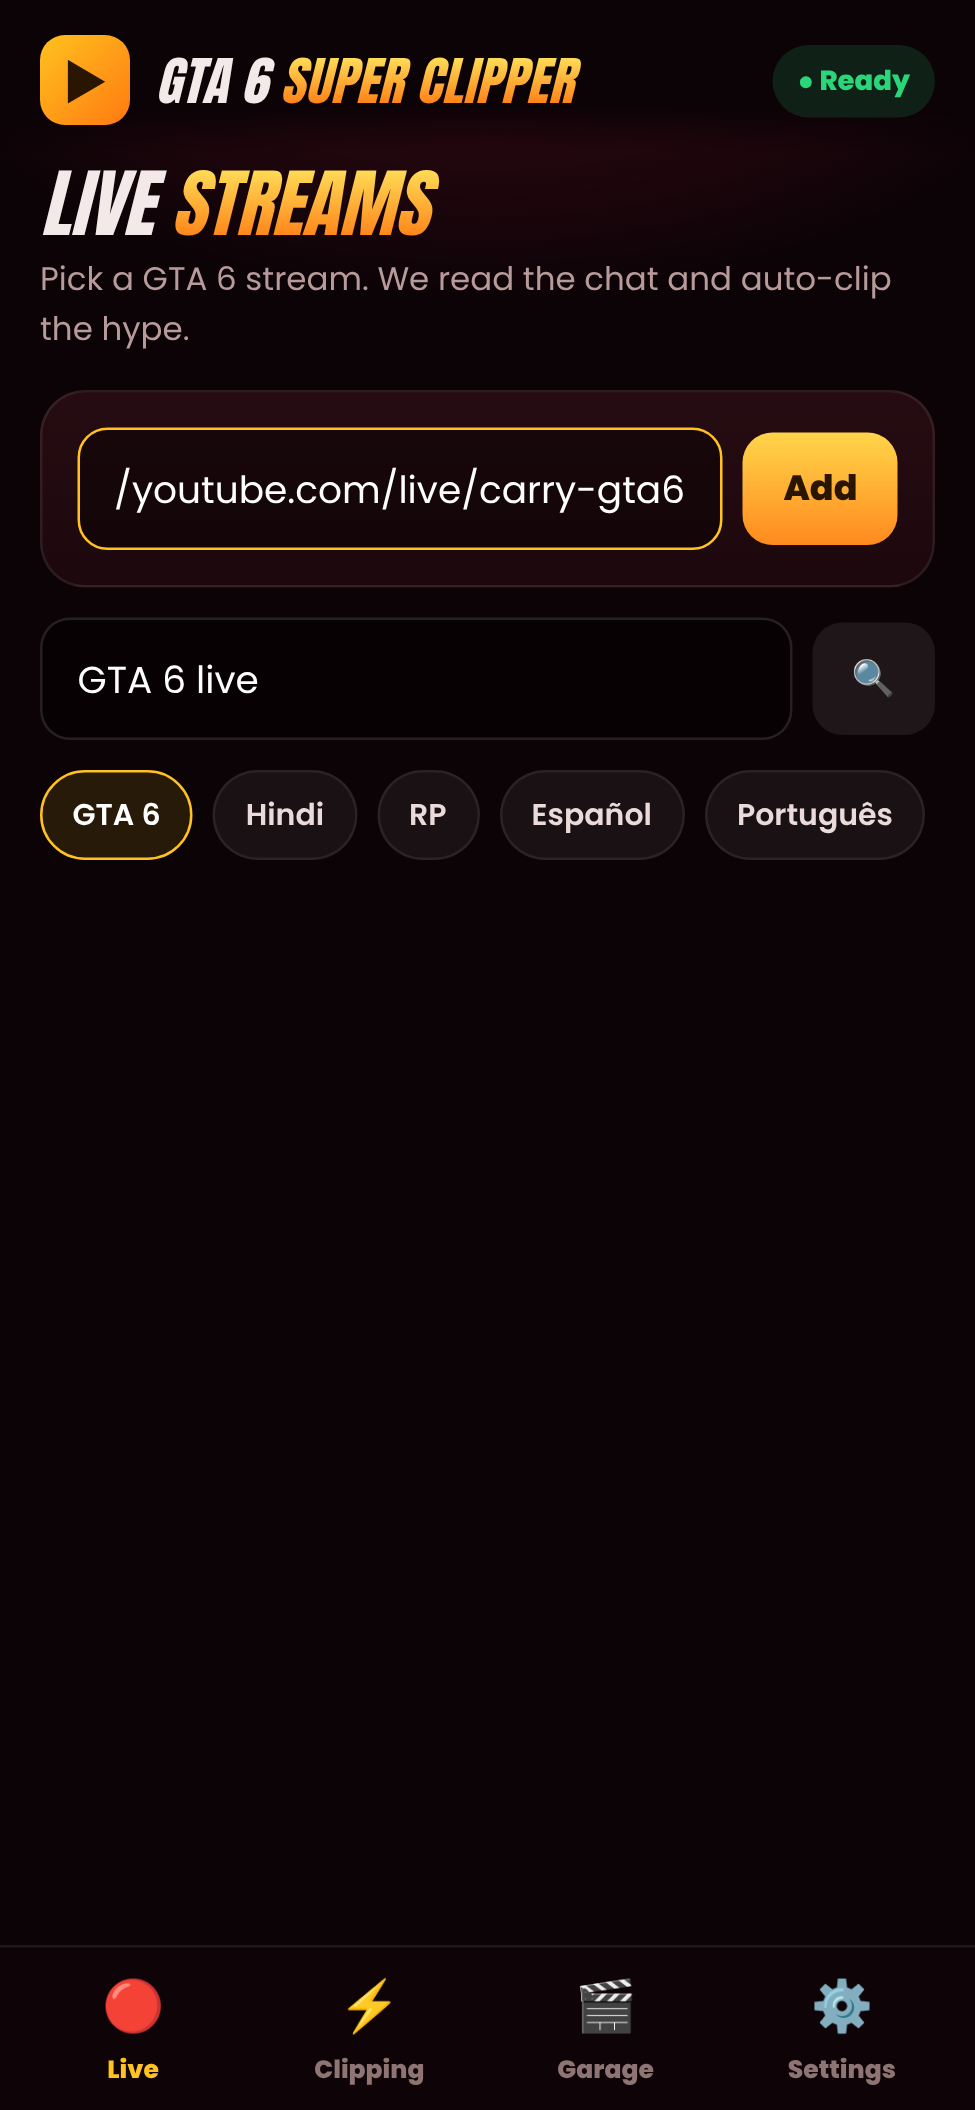 GTA 6 SUPER CLIPPER
● Ready
LIVE STREAMS
Pick a GTA 6 stream. We read the chat and auto-clip
the hype.
/youtube.com/live/carry-gta6
Add
GTA 6 live
GTA 6
Hindi
RP
Español
Português
Live
Clipping
Garage
Settings